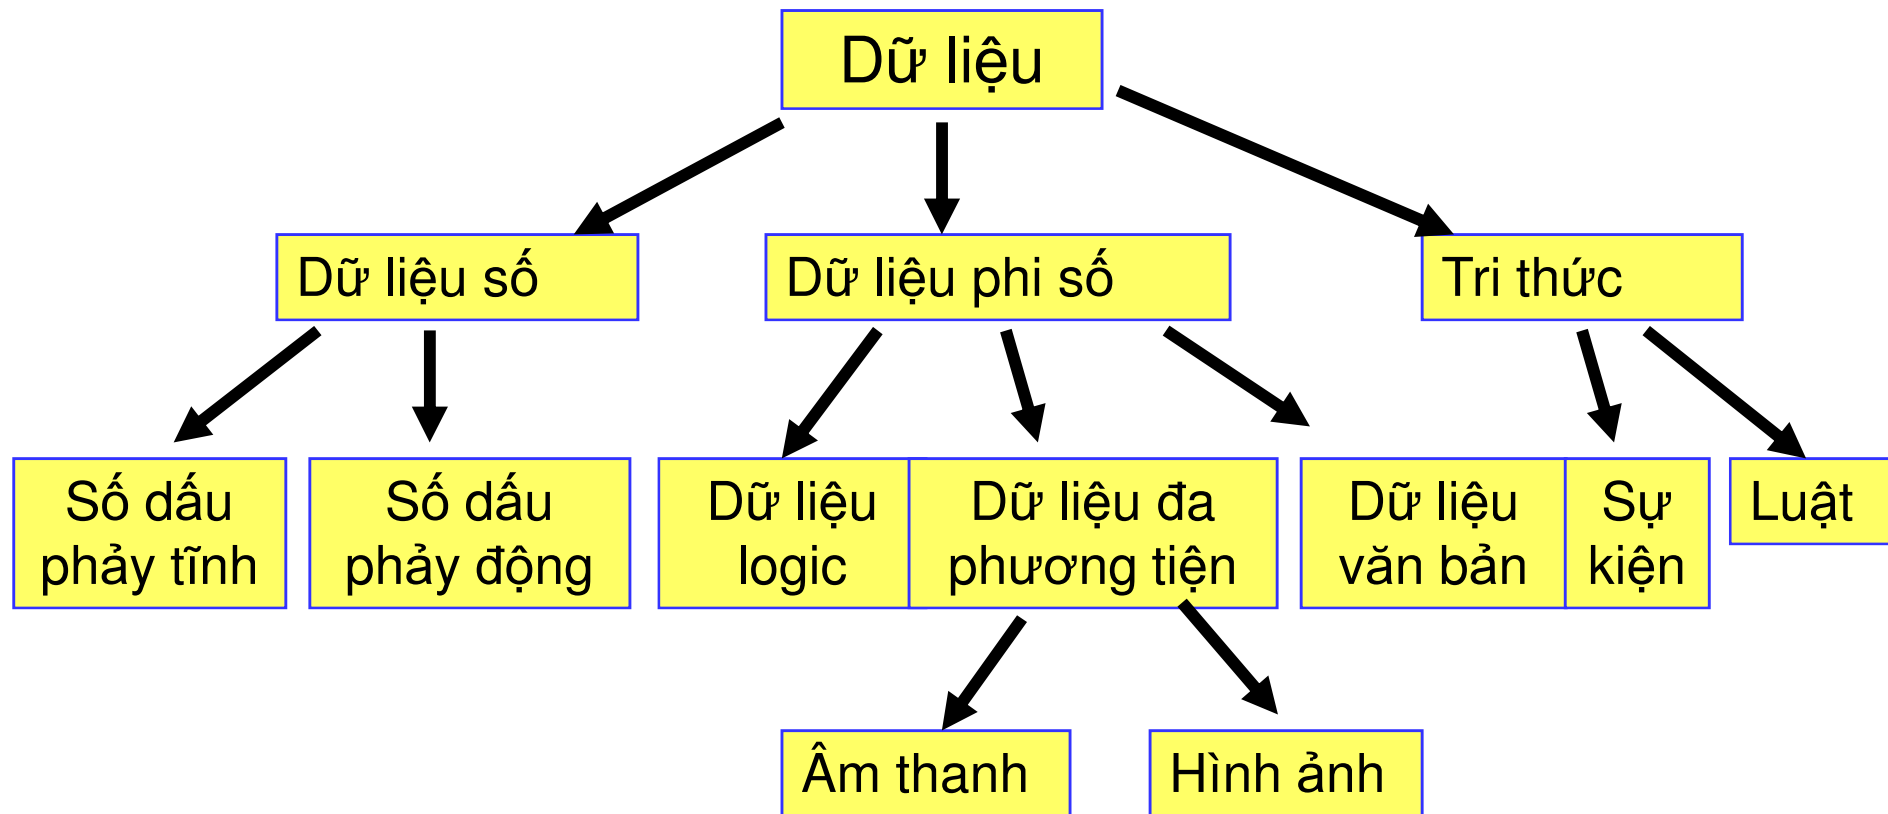 Dữ liệu
Dữ liệu số
Dữ liệu phi số
Tri thức
Số dấu
phảy tĩnh
Số dấu
phảy động
Dữ liệu
logic
Dữ liệu đa
phương tiện
Dữ liệu
văn bản
Sự
kiện
Luật
Âm thanh
Hình ảnh